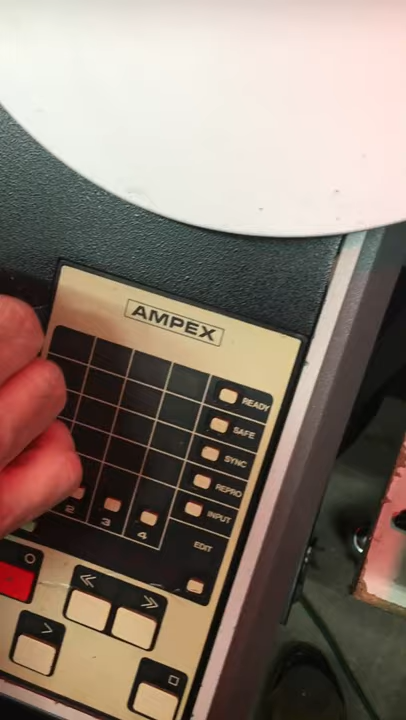 AMPEX
READY
SAFE
SYNC
REPRO
INPUT
2 3 4
EDIT